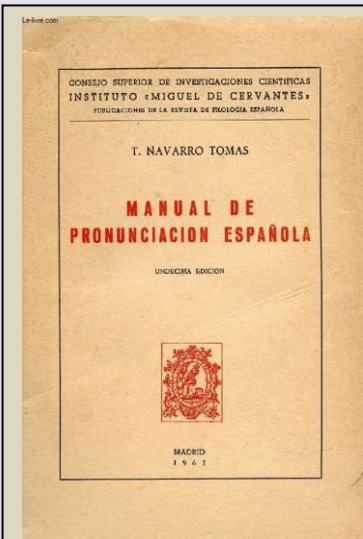 Le-livre.com
CONSEJO SUPERIOR DE INVESTIGACIONES CIENTIFICAS
INSTITUTO «MIGUEL DE CERVANTES»
PUBLICACIONES DE LA REVISTA DE FILOLOGIA ESPAÑOLA
T. NAVARRO TOMAS
MANUAL DE
PRONUNCIACION ESPAÑOLA
UNDECIMA EDICION
MADRID
1963